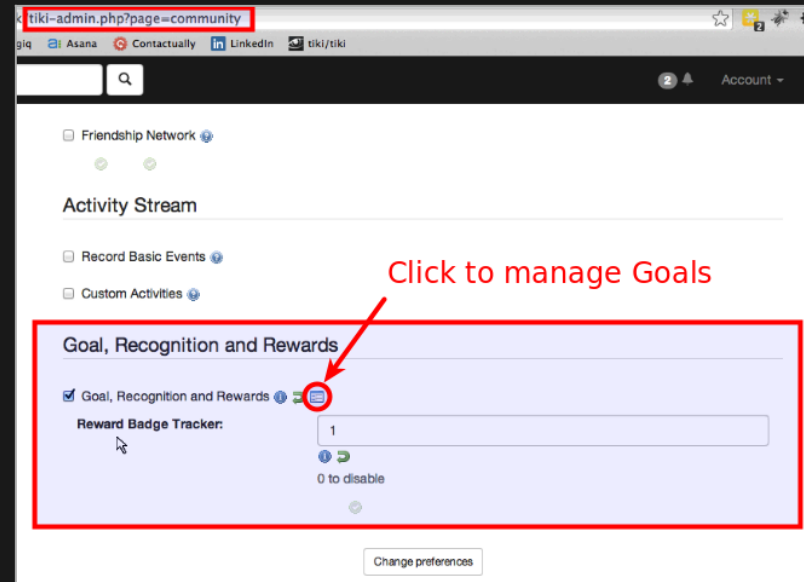 k/tiki-admin.php?page=community
2
giq Asana Contactually in LinkedIn tiki/tiki
2 Account
Friendship Network
Activity Stream
Record Basic Events
Custom Activities
Click to manage Goals
Goal, Recognition and Rewards
Goal, Recognition and Rewards
Reward Badge Tracker:
1
0 to disable
Change preferences